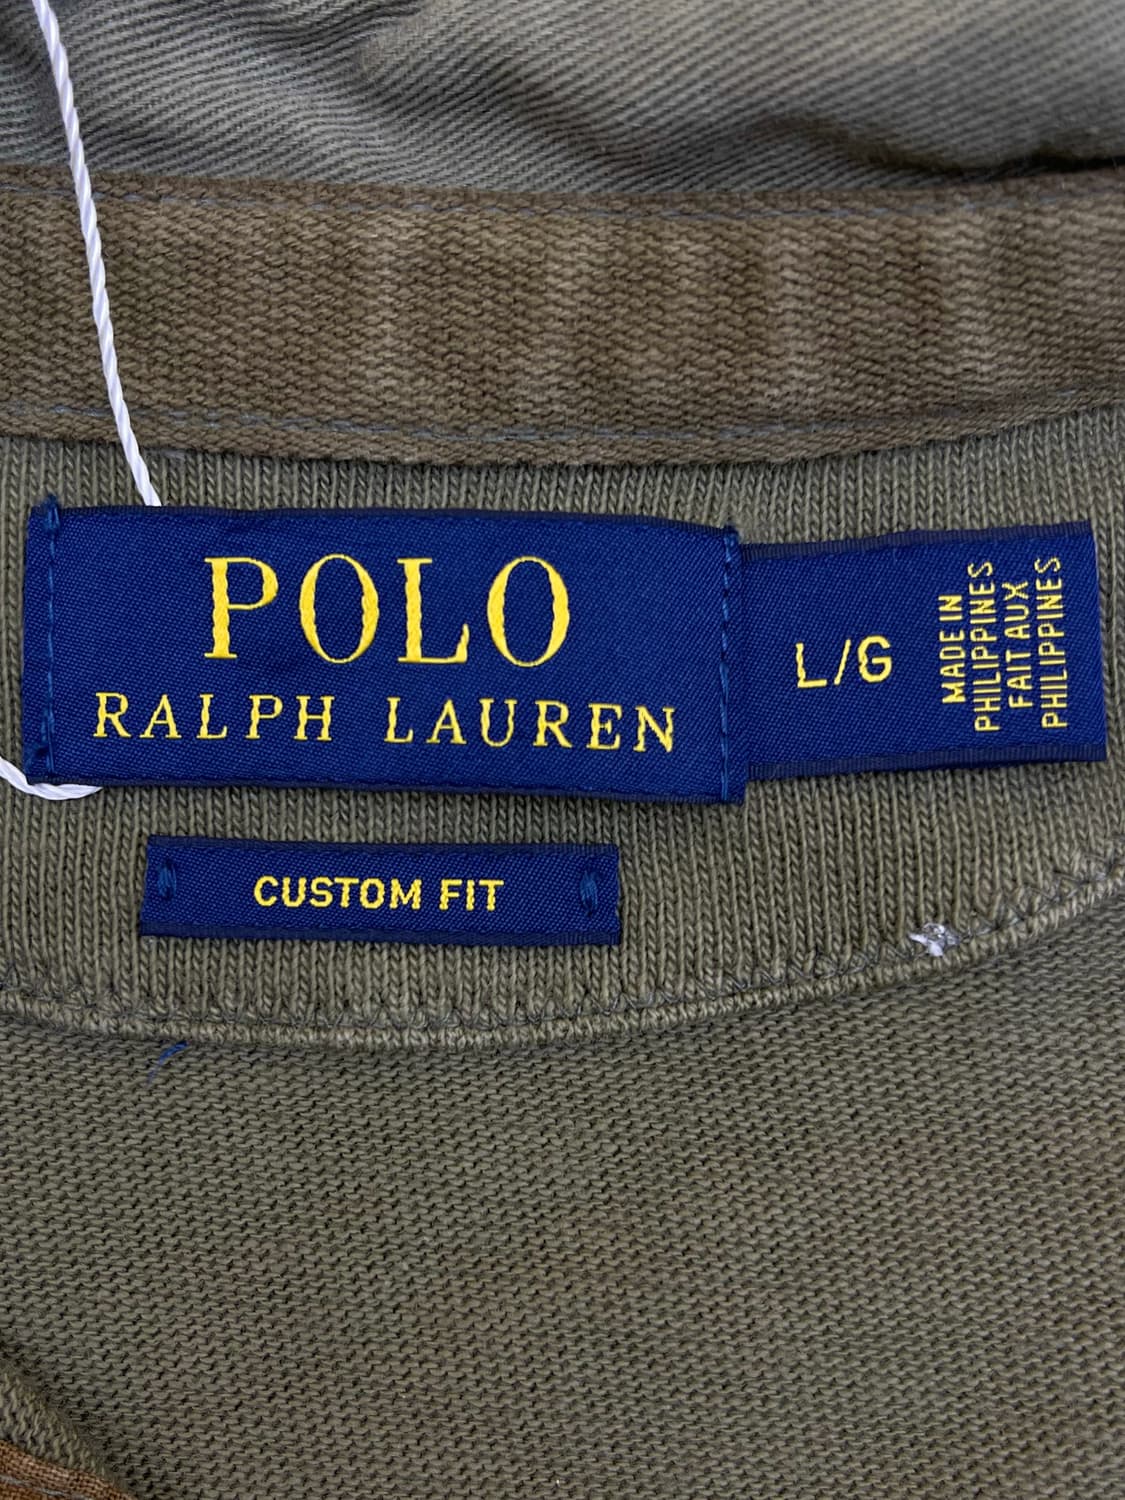 POLO
RALPH LAUREN
L/G
MADE IN
PHILIPPINES
FAIT AUX
PHILIPPINES
CUSTOM FIT